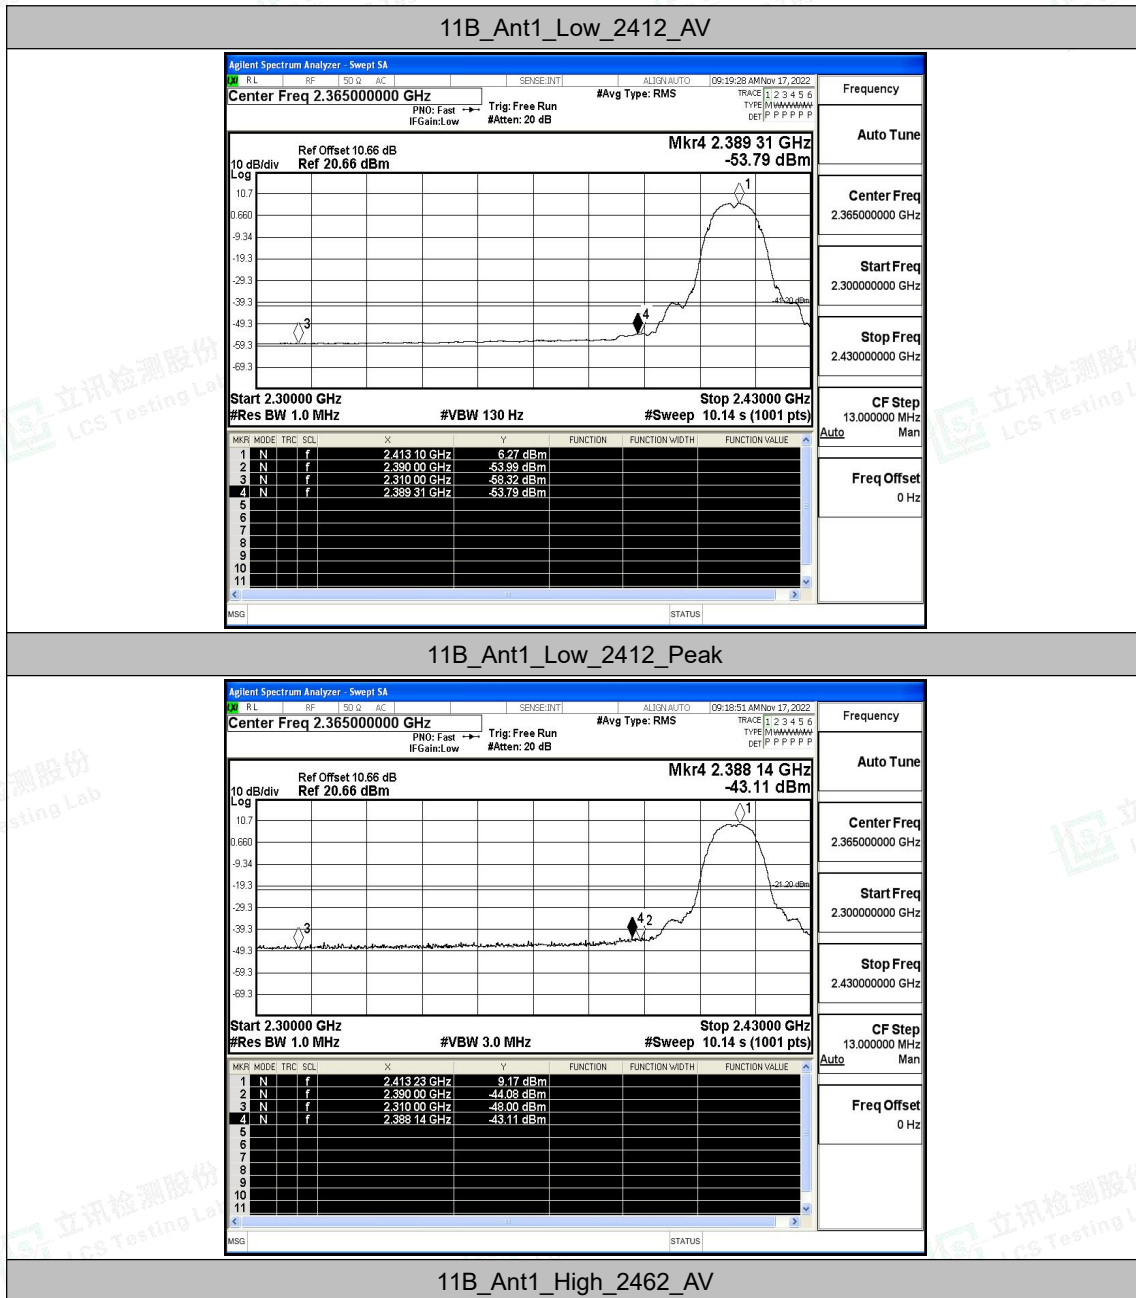 11B_Ant1_Low_2412_AV
Agilent Spectrum Analyzer - Swept SA
RL RF 50 Ω AC SENSE:INT ALIGN AUTO 09:19:28 AM Nov 17, 2022
Center Freq 2.365000000 GHz #Avg Type: RMS TRACE 1 2 3 4 5 6
PNO: Fast Trig: Free Run TYPE M WWWWW
IFGain:Low #Atten: 20 dB DET P P P P P P
Frequency
Auto Tune
Center Freq
2.365000000 GHz
Start Freq
2.300000000 GHz
Stop Freq
2.430000000 GHz
CF Step
13.000000 MHz
Auto Man
Freq Offset
0 Hz
Mkr4 2.389 31 GHz
-53.79 dBm
Ref Offset 10.66 dB
10 dB/div Ref 20.66 dBm
Log
10.7
0.660
-9.34
-19.3
-29.3
-39.3
-49.3
-59.3
-69.3
1
3
4
-41.20 dBm
Start 2.30000 GHz Stop 2.43000 GHz
#Res BW 1.0 MHz #VBW 130 Hz #Sweep 10.14 s (1001 pts)
MKR MODE TRC SCL X Y FUNCTION FUNCTION WIDTH FUNCTION VALUE
1 N f 2.413 10 GHz 6.27 dBm
2 N f 2.390 00 GHz -53.99 dBm
3 N f 2.310 00 GHz -58.32 dBm
4 N f 2.389 31 GHz -53.79 dBm
5
6
7
8
9
10
11
MSG STATUS
11B_Ant1_Low_2412_Peak
Agilent Spectrum Analyzer - Swept SA
RL RF 50 Ω AC SENSE:INT ALIGN AUTO 09:18:51 AM Nov 17, 2022
Center Freq 2.365000000 GHz #Avg Type: RMS TRACE 1 2 3 4 5 6
PNO: Fast Trig: Free Run TYPE M WWWWW
IFGain:Low #Atten: 20 dB DET P P P P P P
Frequency
Auto Tune
Center Freq
2.365000000 GHz
Start Freq
2.300000000 GHz
Stop Freq
2.430000000 GHz
CF Step
13.000000 MHz
Auto Man
Freq Offset
0 Hz
Mkr4 2.388 14 GHz
-43.11 dBm
Ref Offset 10.66 dB
10 dB/div Ref 20.66 dBm
Log
10.7
0.660
-9.34
-19.3
-29.3
-39.3
-49.3
-59.3
-69.3
1
3
4 2
-21.20 dBm
Start 2.30000 GHz Stop 2.43000 GHz
#Res BW 1.0 MHz #VBW 3.0 MHz #Sweep 10.14 s (1001 pts)
MKR MODE TRC SCL X Y FUNCTION FUNCTION WIDTH FUNCTION VALUE
1 N f 2.413 23 GHz 9.17 dBm
2 N f 2.390 00 GHz -44.08 dBm
3 N f 2.310 00 GHz -48.00 dBm
4 N f 2.388 14 GHz -43.11 dBm
5
6
7
8
9
10
11
MSG STATUS
11B_Ant1_High_2462_AV
立讯检测股份
LCS Testing Lab